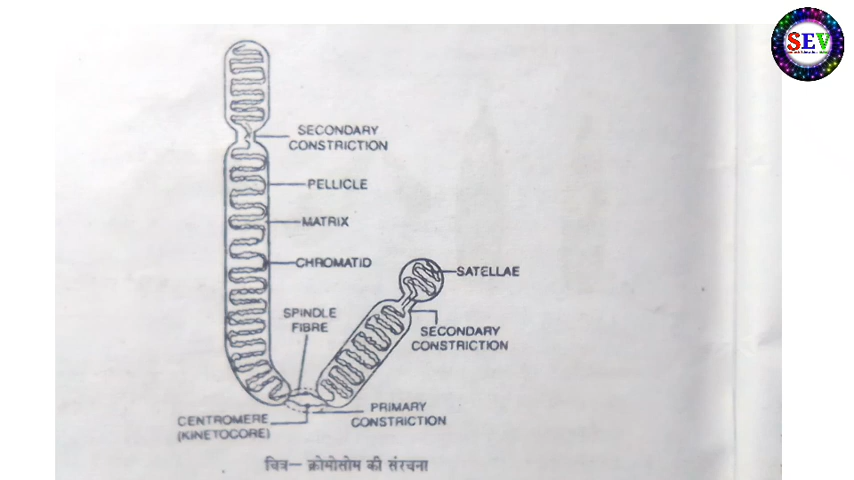 SEV
SECONDARY
CONSTRICTION
PELLICLE
MATRIX
CHROMATID
SATELLAE
SPINDLE
FIBRE
SECONDARY
CONSTRICTION
CENTROMERE
(KINETOCORE)
PRIMARY
CONSTRICTION
चित्र— क्रोमोसोम की संरचना